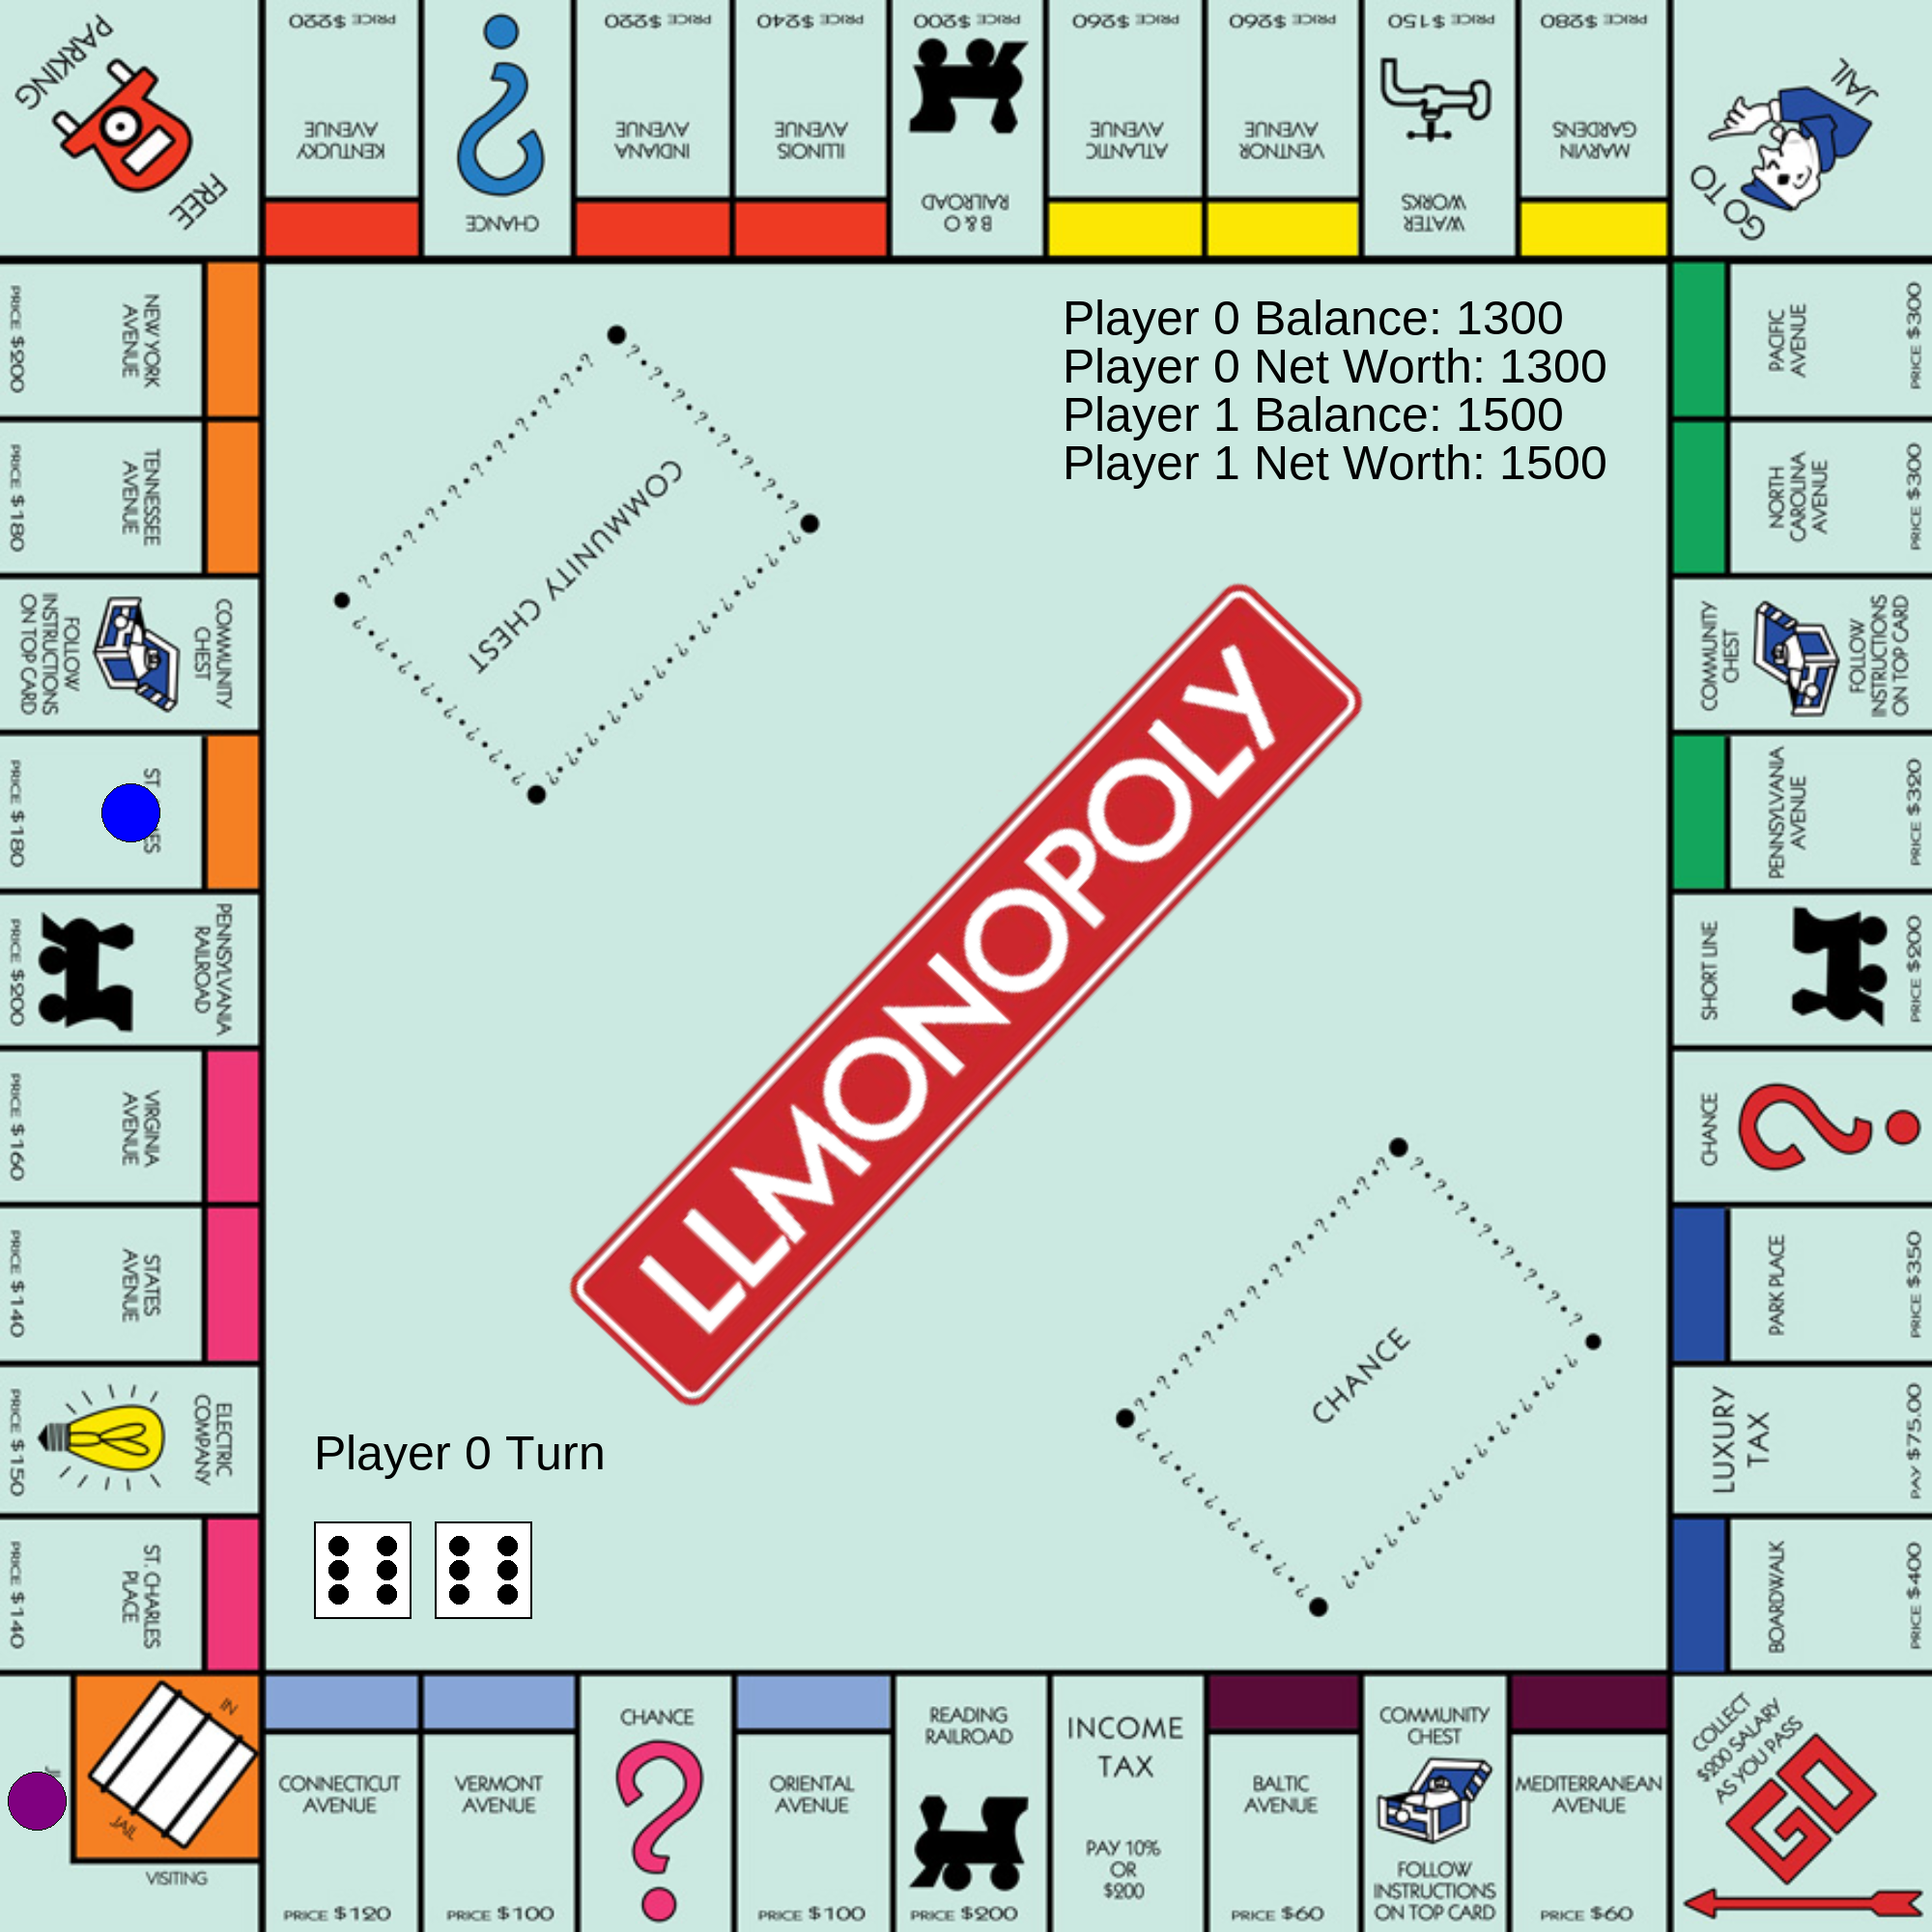 PARKING
FREE
PRICE $220
KENTUCKY
AVENUE
CHANCE
PRICE $220
INDIANA
AVENUE
PRICE $240
ILLINOIS
AVENUE
PRICE $200
B & O
RAILROAD
PRICE $260
ATLANTIC
AVENUE
PRICE $260
VENTNOR
AVENUE
PRICE $150
WATER
WORKS
PRICE $280
MARVIN
GARDENS
GO TO
JAIL
NEW YORK
AVENUE
PRICE $200
TENNESSEE
AVENUE
PRICE $180
COMMUNITY
CHEST
FOLLOW
INSTRUCTIONS
ON TOP CARD
ST.
PRICE $180
PENNSYLVANIA
RAILROAD
PRICE $200
VIRGINIA
AVENUE
PRICE $160
STATES
AVENUE
PRICE $140
ELECTRIC
COMPANY
PRICE $150
ST. CHARLES
PLACE
PRICE $140
Player 0 Balance: 1300
Player 0 Net Worth: 1300
Player 1 Balance: 1500
Player 1 Net Worth: 1500
COMMUNITY CHEST
LLMONOPOLY
CHANCE
Player 0 Turn
PACIFIC
AVENUE
PRICE $300
NORTH
CAROLINA
AVENUE
PRICE $300
COMMUNITY
CHEST
FOLLOW
INSTRUCTIONS
ON TOP CARD
PENNSYLVANIA
AVENUE
PRICE $320
SHORT LINE
PRICE $200
CHANCE
PARK PLACE
PRICE $350
LUXURY
TAX
PAY $75.00
BOARDWALK
PRICE $400
IN
JAIL
VISITING
CONNECTICUT
AVENUE
PRICE $120
VERMONT
AVENUE
PRICE $100
CHANCE
ORIENTAL
AVENUE
PRICE $100
READING
RAILROAD
PRICE $200
INCOME
TAX
PAY 10%
OR
$200
BALTIC
AVENUE
PRICE $60
COMMUNITY
CHEST
FOLLOW
INSTRUCTIONS
ON TOP CARD
MEDITERRANEAN
AVENUE
PRICE $60
COLLECT
$200 SALARY
AS YOU PASS
GO